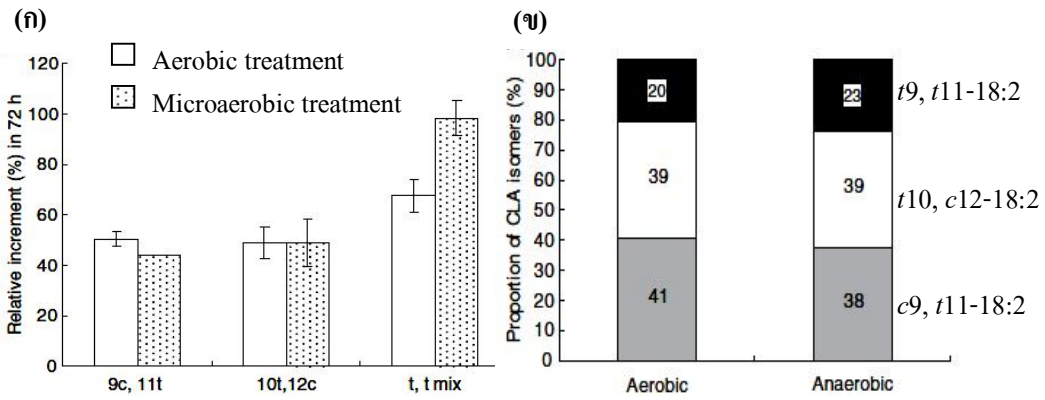 (ก)
Aerobic treatment
Microaerobic treatment
Relative increment (%) in 72 h
120
100
80
60
40
20
0
9c, 11t
10t,12c
t, t mix
(ข)
Proportion of CLA isomers (%)
100
90
80
70
60
50
40
30
20
10
0
20
39
41
23
39
38
t9, t11-18:2
t10, c12-18:2
c9, t11-18:2
Aerobic
Anaerobic